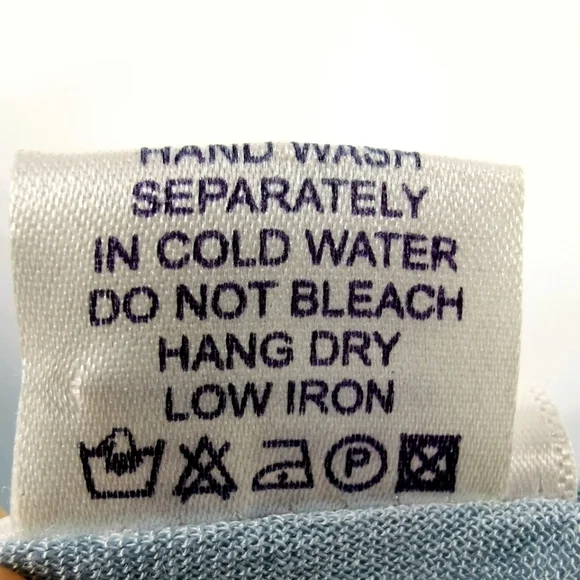 HAND WASH
SEPARATELY
IN COLD WATER
DO NOT BLEACH
HANG DRY
LOW IRON
P